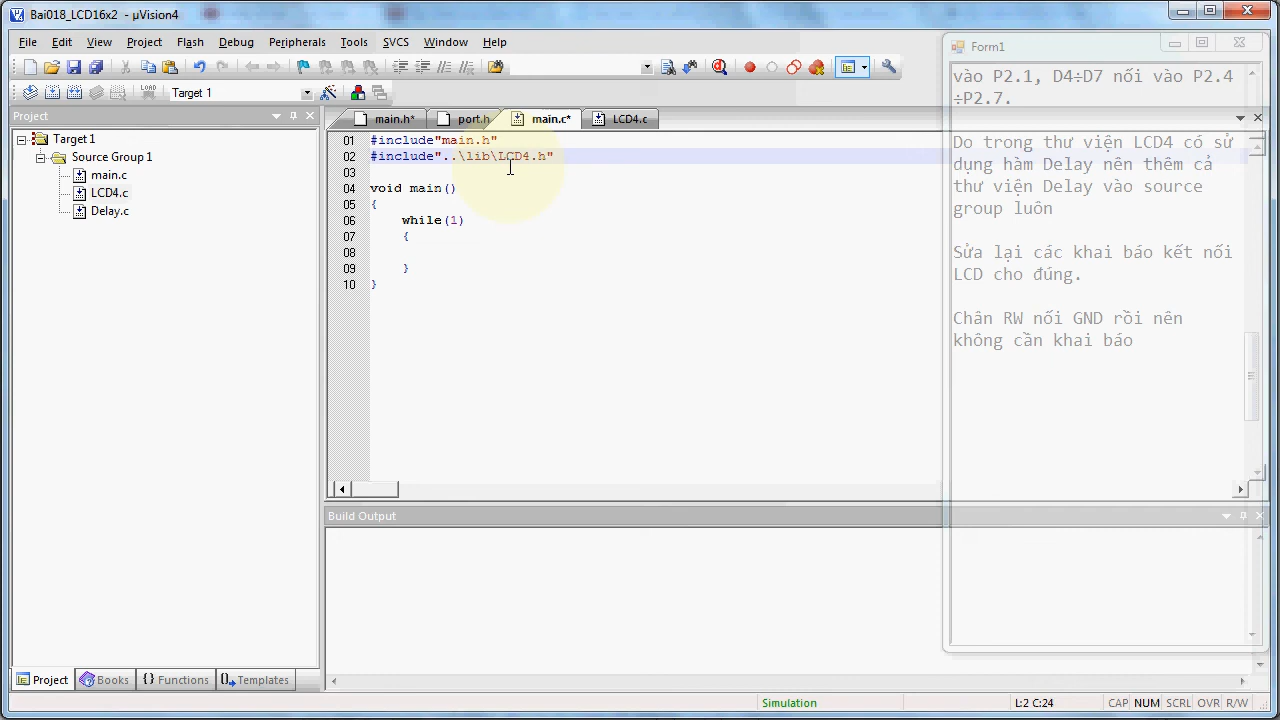 Bai018_LCD16x2 - µVision4
File Edit View Project Flash Debug Peripherals Tools SVCS Window Help
Form1
LOAD Target 1
Project
main.h* port.h main.c* LCD4.c
Target 1
Source Group 1
main.c
LCD4.c
Delay.c
01 #include"main.h"
02 #include"..\lib\LCD4.h"
03
04 void main()
05 {
06 while(1)
07 {
08
09 }
10 }
vào P2.1, D4÷D7 nối vào P2.4
÷P2.7.
Do trong thư viện LCD4 có sử
dụng hàm Delay nên thêm cả
thư viện Delay vào source
group luôn
Sửa lại các khai báo kết nối
LCD cho đúng.
Chân RW nối GND rồi nên
không cần khai báo
Build Output
Project Books {} Functions 0→ Templates
Simulation L:2 C:24 CAP NUM SCRL OVR R/W